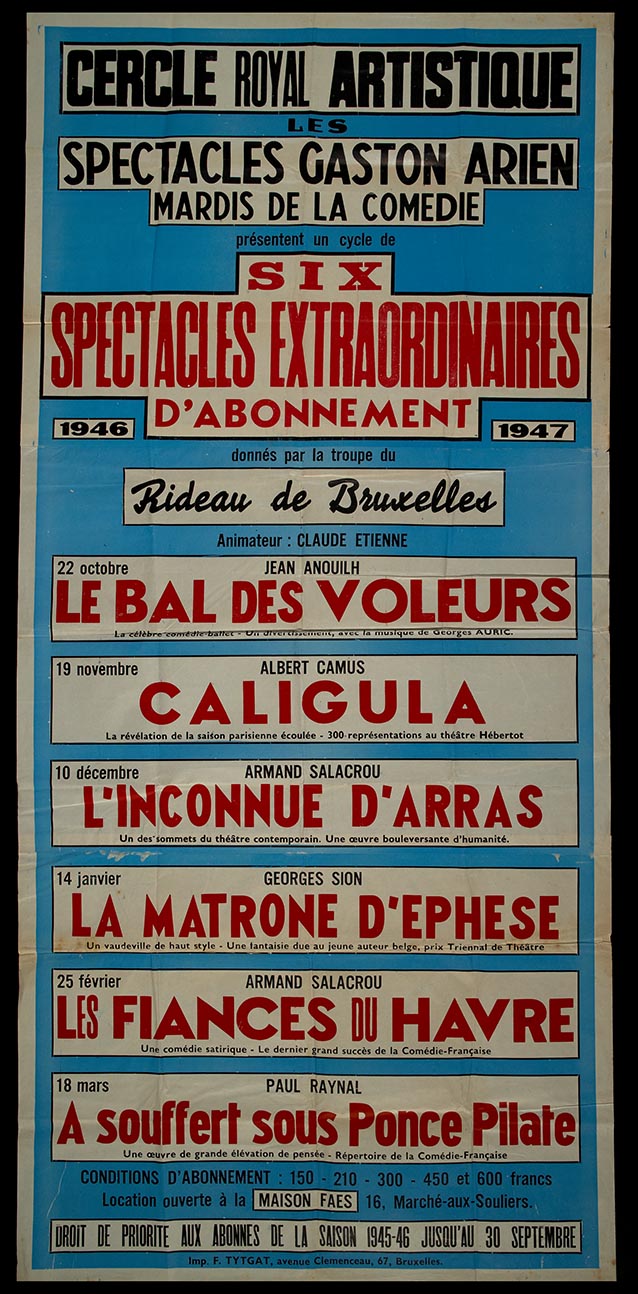 CERCLE ROYAL ARTISTIQUE
LES
SPECTACLES GASTON ARIEN
MARDIS DE LA COMEDIE
présentent un cycle de
SIX
SPECTACLES EXTRAORDINAIRES
D'ABONNEMENT
1946 1947
donnés par la troupe du
Rideau de Bruxelles
Animateur : CLAUDE ETIENNE
22 octobre JEAN ANOUILH
LE BAL DES VOLEURS
La célèbre comédie-ballet - Un divertissement, avec la musique de Georges AURIC.
19 novembre ALBERT CAMUS
CALIGULA
La révélation de la saison parisienne écoulée - 300 représentations au théâtre Hébertot
10 décembre ARMAND SALACROU
L'INCONNUE D'ARRAS
Un des sommets du théâtre contemporain. Une œuvre bouleversante d'humanité.
14 janvier GEORGES SION
LA MATRONE D'EPHESE
Un vaudeville de haut style - Une fantaisie due au jeune auteur belge, prix Triennal de Théâtre
25 février ARMAND SALACROU
LES FIANCES DU HAVRE
Une comédie satirique - Le dernier grand succès de la Comédie-Française
18 mars PAUL RAYNAL
A souffert sous Ponce Pilate
Une œuvre de grande élévation de pensée - Répertoire de la Comédie-Française
CONDITIONS D'ABONNEMENT : 150 - 210 - 300 - 450 et 600 francs
Location ouverte à la MAISON FAES 16, Marché-aux-Souliers.
DROIT DE PRIORITE AUX ABONNES DE LA SAISON 1945-46 JUSQU'AU 30 SEPTEMBRE
Imp. F. TYTGAT, avenue Clemenceau, 67, Bruxelles.